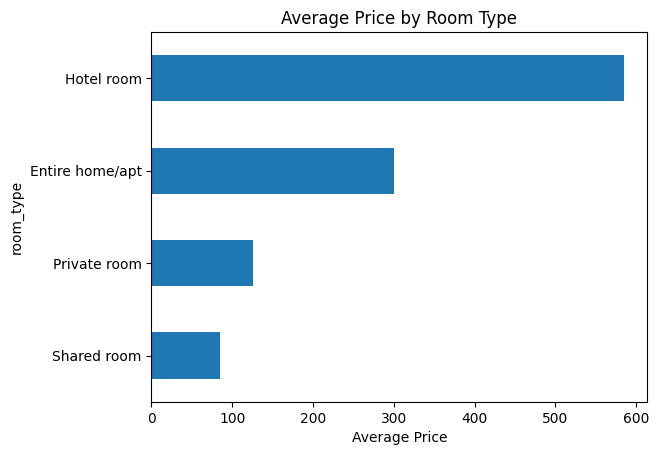 Average Price by Room Type
Hotel room
Entire home/apt
Private room
Shared room
room_type
0 100 200 300 400 500 600
Average Price